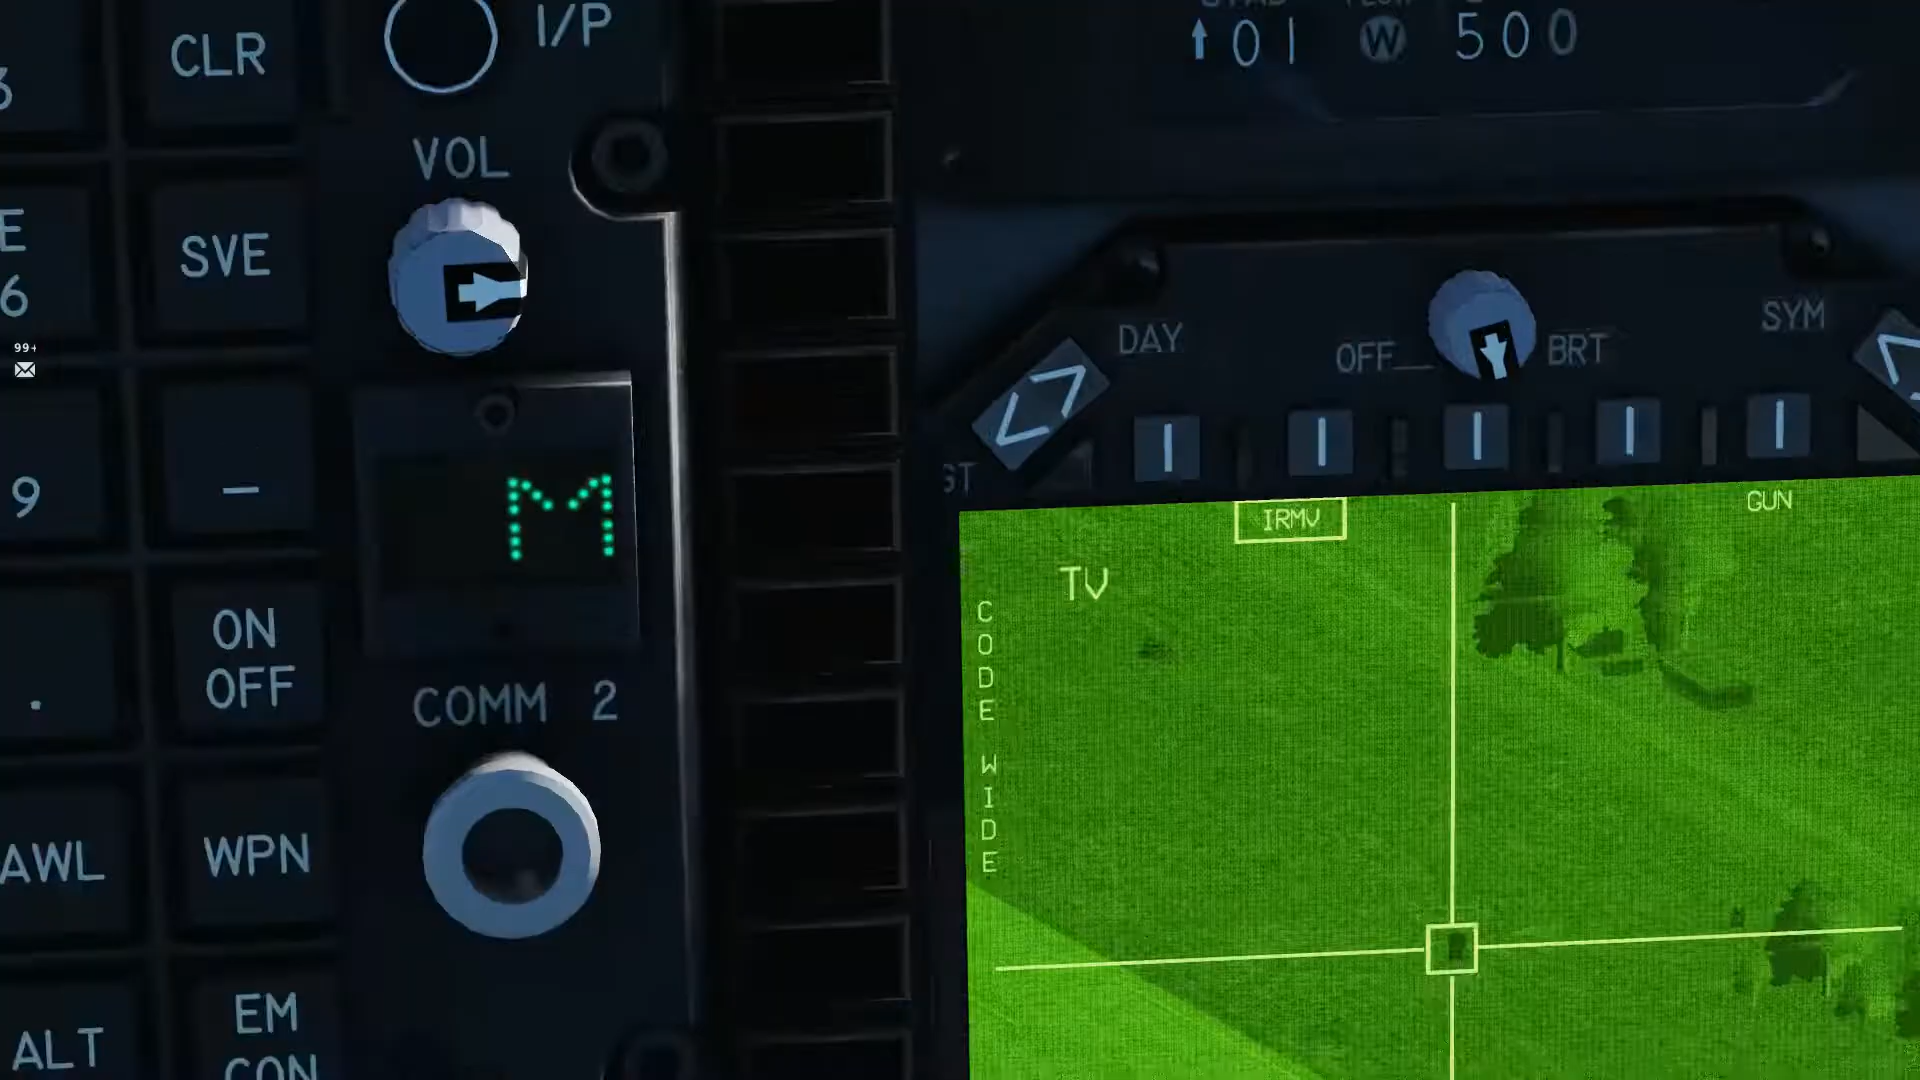 CLR
I/P
VOL
E
6
SVE
99+
9
—
M
ON
OFF
COMM 2
.
AWL
WPN
ALT
EM
CON
01 W 500
DAY
OFF
BRT
SYM
IRMV
GUN
TV
CODE WIDE